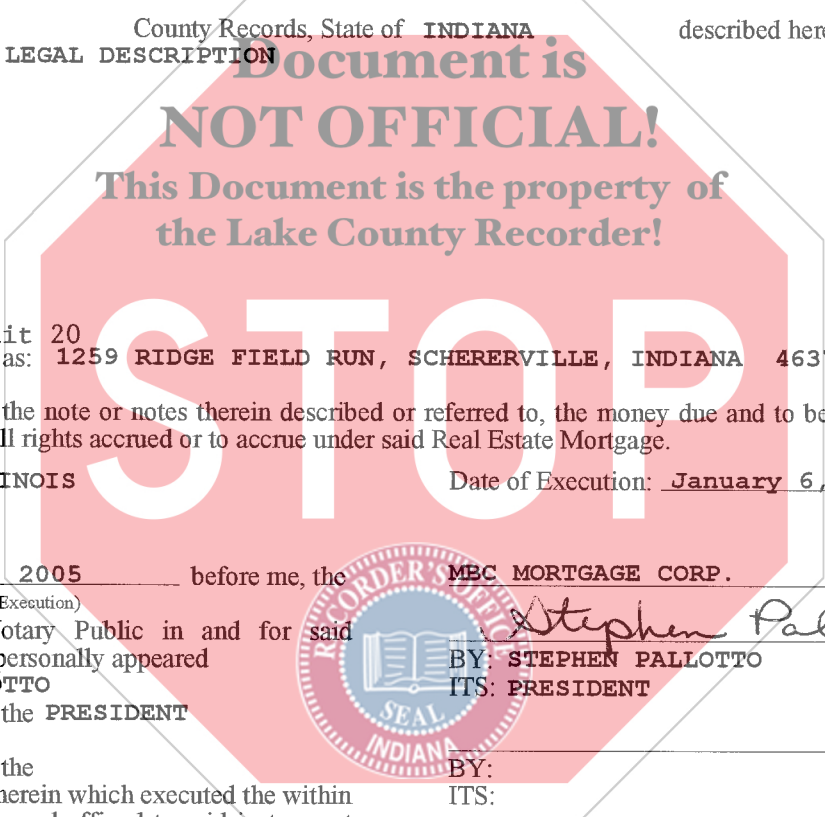 County Records, State of INDIANA described here
LEGAL DESCRIPTION
Document is
NOT OFFICIAL!
This Document is the property of
the Lake County Recorder!
STOP
it 20
as: 1259 RIDGE FIELD RUN, SCHERERVILLE, INDIANA 4637
the note or notes therein described or referred to, the money due and to be
ll rights accrued or to accrue under said Real Estate Mortgage.
INOIS Date of Execution: January 6,
2005 before me, the MBC MORTGAGE CORP.
Execution)
Stephen Pal
otary Public in and for said
personally appeared BY: STEPHEN PALLOTTO
OTTO ITS: PRESIDENT
the PRESIDENT
RECORDER'S OFFICE
SEAL
INDIANA
the BY:
herein which executed the within ITS: